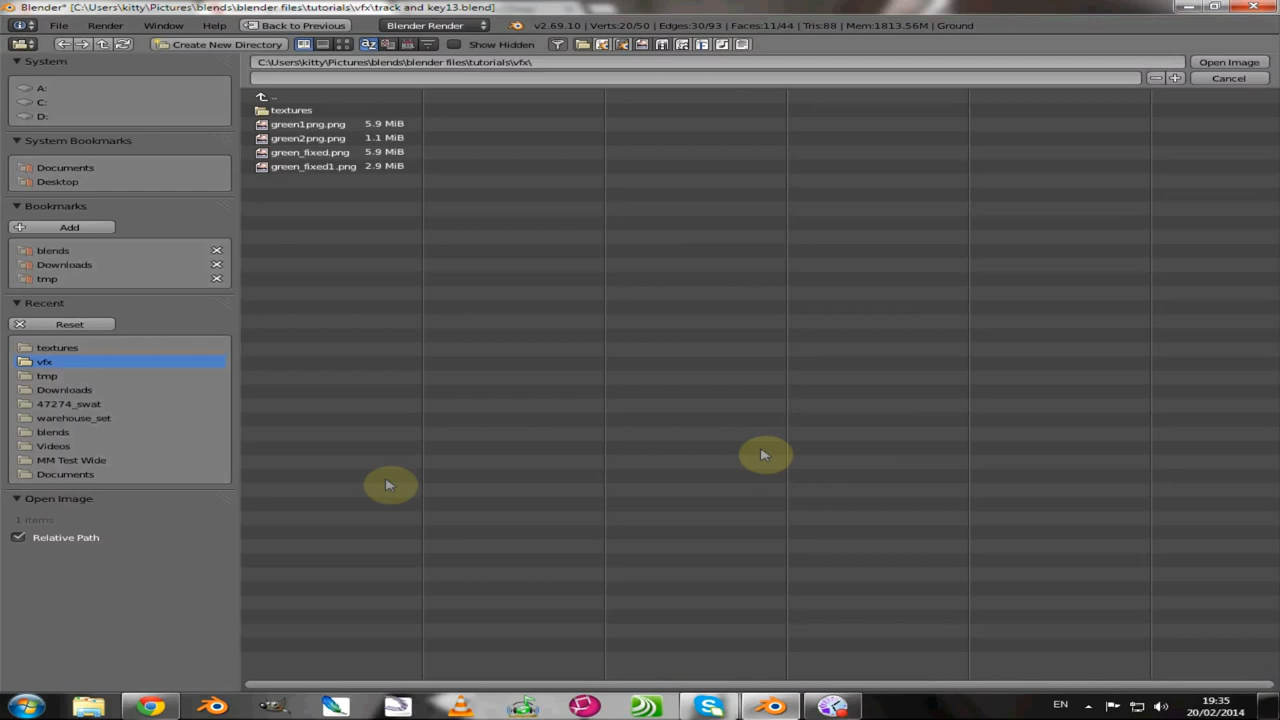 Blender* [C:\Users\kitty\Pictures\blends\blender files\tutorials\vfx\track and key13.blend]
File Render Window Help Back to Previous Blender Render v2.69.10 | Verts:20/50 | Edges:30/93 | Faces:11/44 | Tris:88 | Mem:1813.56M | Ground
Create New Directory Show Hidden
System
A:
C:
D:
System Bookmarks
Documents
Desktop
Bookmarks
Add
blends
Downloads
tmp
Recent
Reset
textures
vfx
tmp
Downloads
47274_swat
warehouse_set
blends
Videos
MM Test Wide
Documents
Open Image
1 items
Relative Path
C:\Users\kitty\Pictures\blends\blender files\tutorials\vfx\ Open Image
Cancel
..
textures
green1png.png 5.9 MiB
green2png.png 1.1 MiB
green_fixed.png 5.9 MiB
green_fixed1.png 2.9 MiB
EN 19:35
20/02/2014